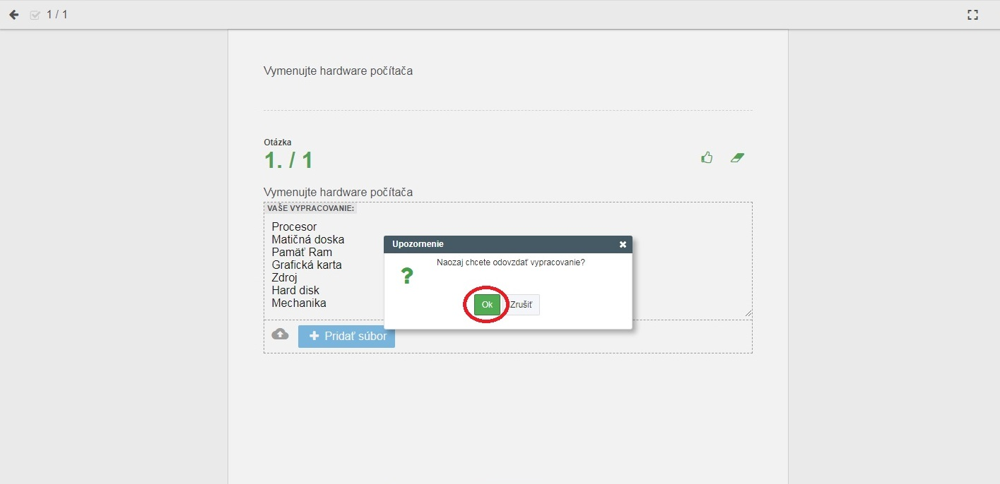 1 / 1
Vymenujte hardware počítača
Otázka
1. / 1
Vymenujte hardware počítača
VAŠE VYPRACOVANIE:
Procesor
Matičná doska
Pamäť Ram
Grafická karta
Zdroj
Hard disk
Mechanika
Upozornenie
Naozaj chcete odovzdať vypracovanie?
Ok
Zrušiť
Pridať súbor